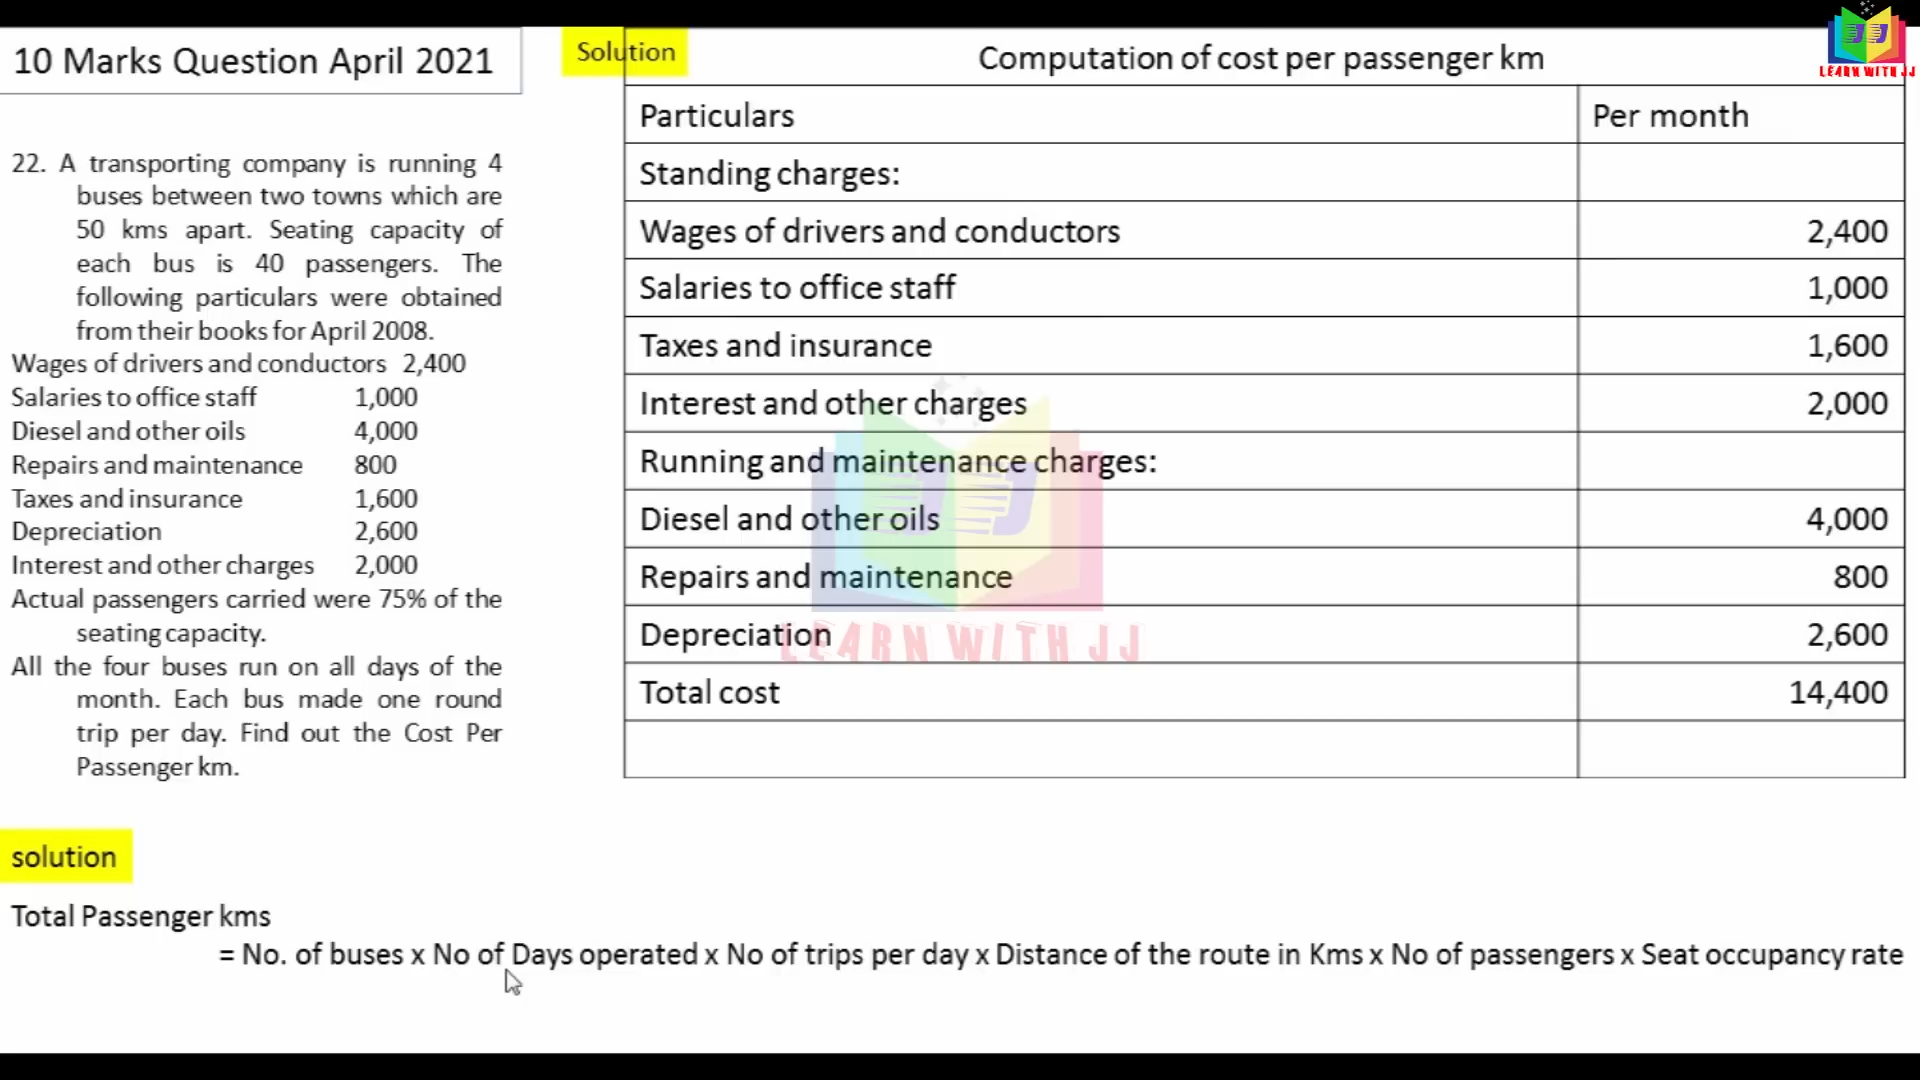 10 Marks Question April 2021
22. A transporting company is running 4
buses between two towns which are
50 kms apart. Seating capacity of
each bus is 40 passengers. The
following particulars were obtained
from their books for April 2008.
Wages of drivers and conductors 2,400
Salaries to office staff 1,000
Diesel and other oils 4,000
Repairs and maintenance 800
Taxes and insurance 1,600
Depreciation 2,600
Interest and other charges 2,000
Actual passengers carried were 75% of the
seating capacity.
All the four buses run on all days of the
month. Each bus made one round
trip per day. Find out the Cost Per
Passenger km.
Solution
Computation of cost per passenger km
Particulars Per month
Standing charges:
Wages of drivers and conductors 2,400
Salaries to office staff 1,000
Taxes and insurance 1,600
Interest and other charges 2,000
Running and maintenance charges:
Diesel and other oils 4,000
Repairs and maintenance 800
Depreciation 2,600
Total cost 14,400
JJ
LEARN WITH JJ
JJ
LEARN WITH JJ
solution
Total Passenger kms
= No. of buses x No of Days operated x No of trips per day x Distance of the route in Kms x No of passengers x Seat occupancy rate